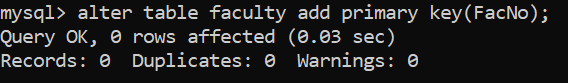 mysql> alter table faculty add primary key(FacNo);
Query OK, 0 rows affected (0.03 sec)
Records: 0  Duplicates: 0  Warnings: 0